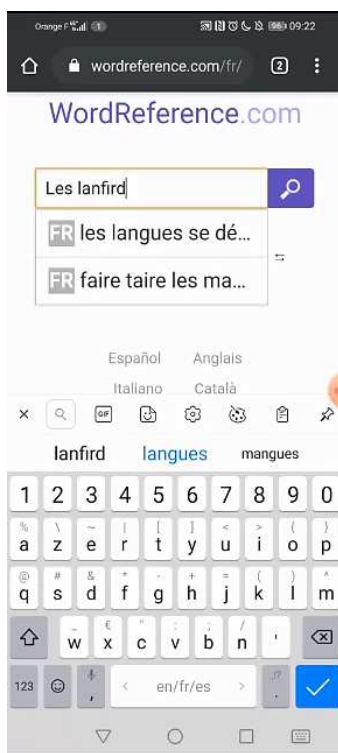 Orange F 1 96 09:22
wordreference.com/fr/ 2
WordReference.com
Les lanfird
FR les langues se dé...
FR faire taire les ma...
Español Anglais
Italiano Català
GIF
lanfird langues mangues
1 2 3 4 5 6 7 8 9 0
% \ ~ | [ ] < > { }
a z e r t y u i o p
@ # & * - + = ( ) ^
q s d f g h j k l m
_ € " : ; /
w x c v b n '
123 , < en/fr/es > .
!?